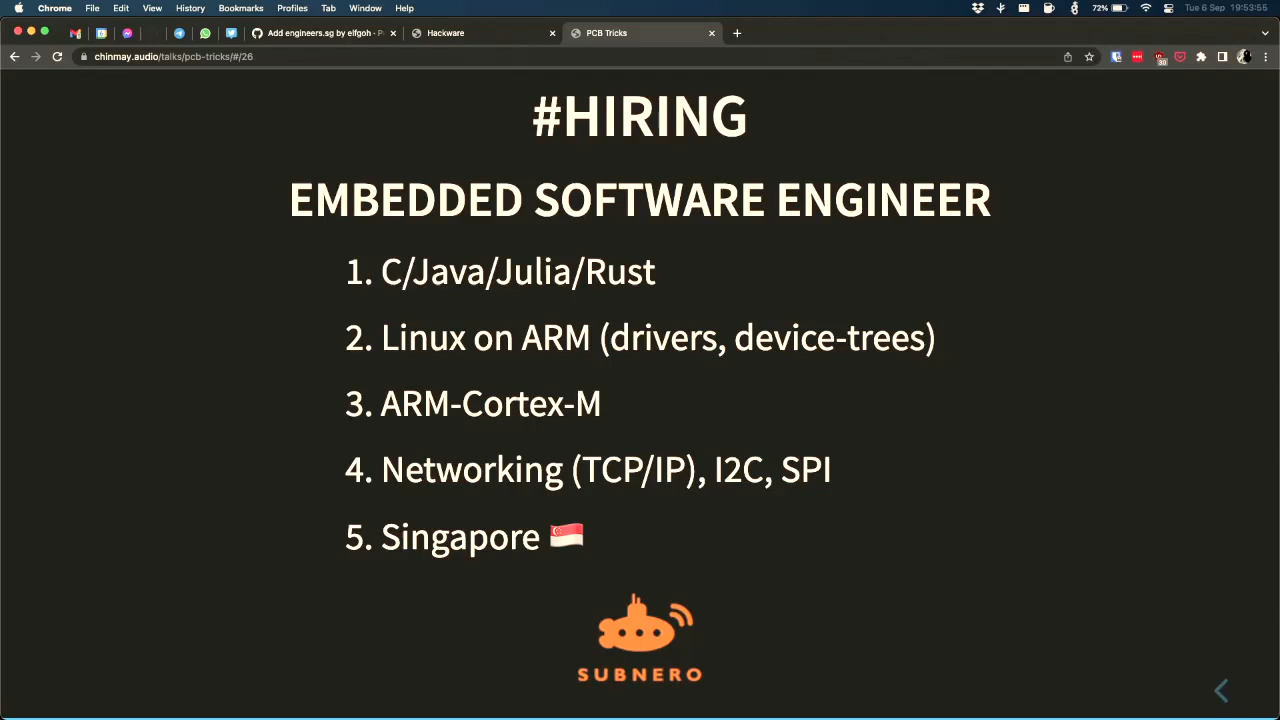 Chrome File Edit View History Bookmarks Profiles Tab Window Help 72% Tue 6 Sep 19:53:55
Add engineers.sg by elfgoh - Pu Hackware PCB Tricks
chinmay.audio/talks/pcb-tricks/#/26
#HIRING
EMBEDDED SOFTWARE ENGINEER
1. C/Java/Julia/Rust
2. Linux on ARM (drivers, device-trees)
3. ARM-Cortex-M
4. Networking (TCP/IP), I2C, SPI
5. Singapore 🇸🇬
SUBNERO